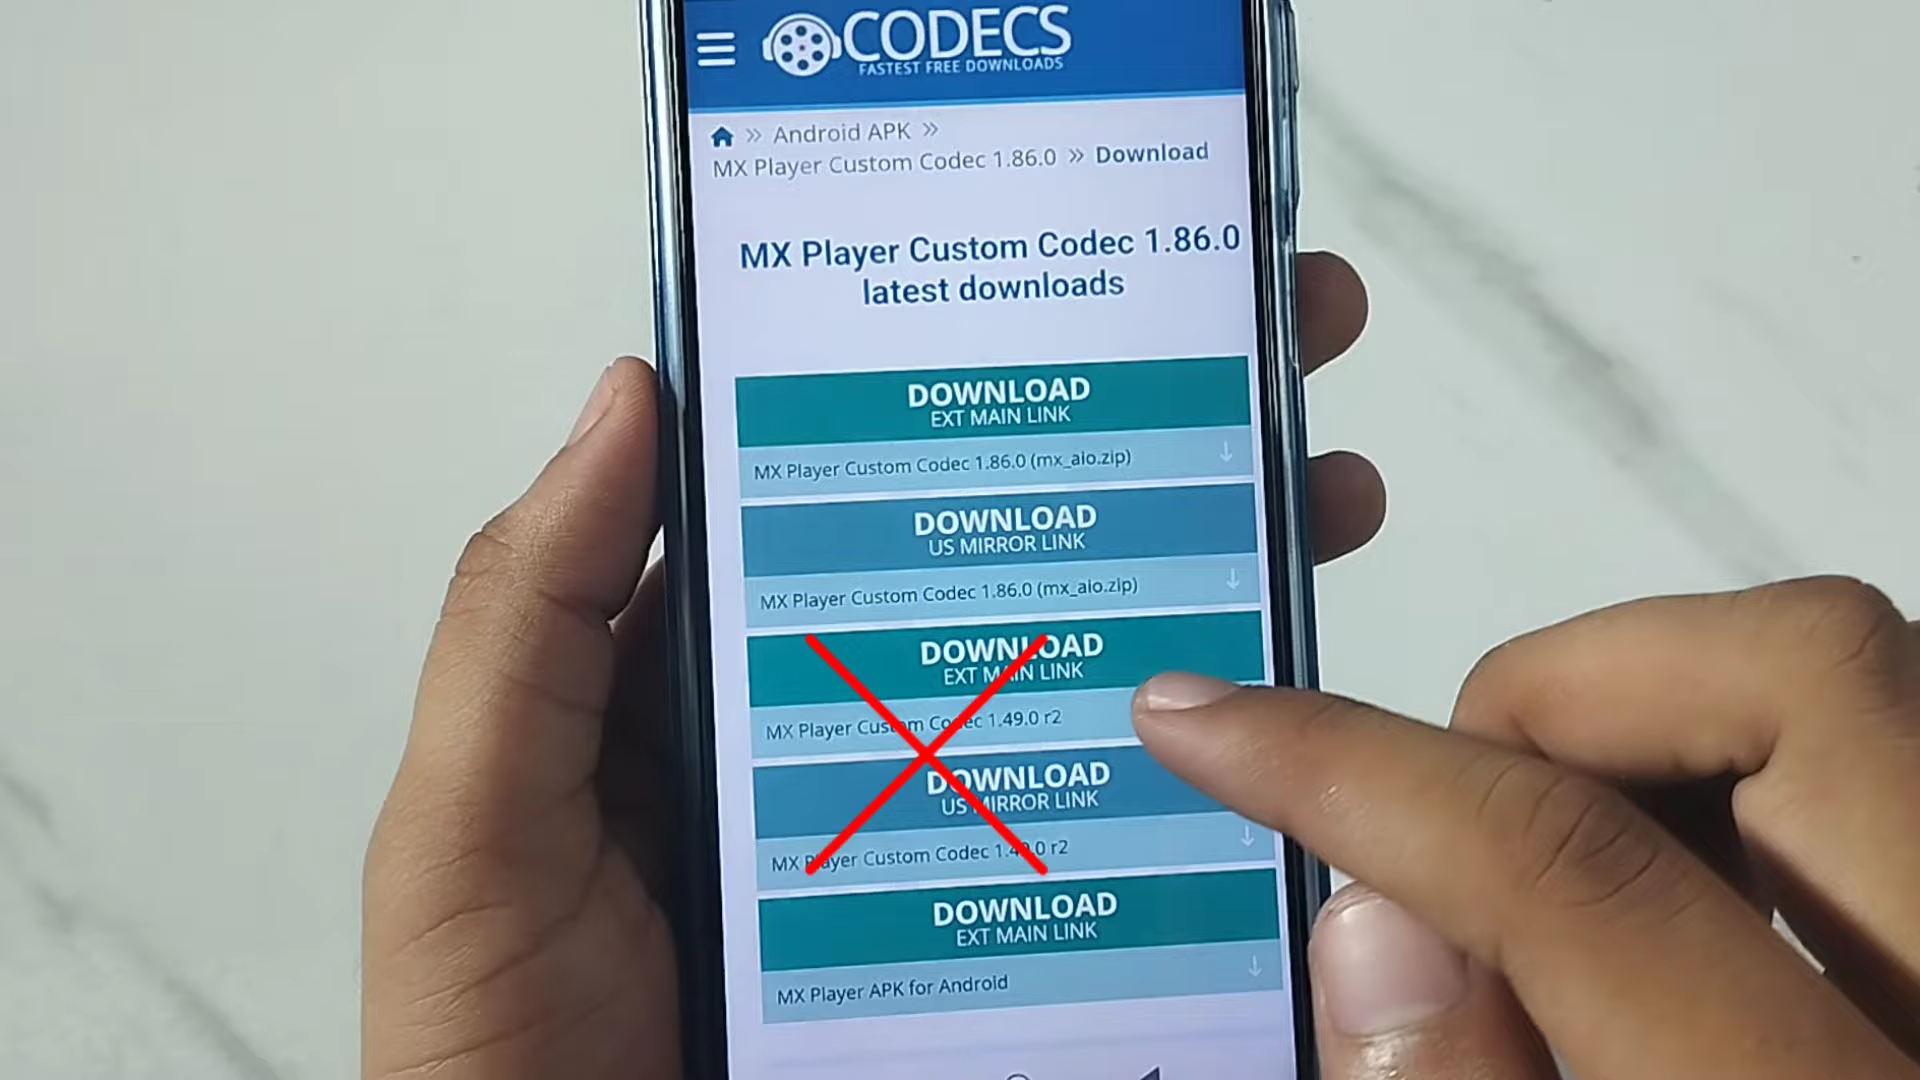 CODECS
FASTEST FREE DOWNLOADS
» Android APK »
MX Player Custom Codec 1.86.0 » Download
MX Player Custom Codec 1.86.0
latest downloads
DOWNLOAD
EXT MAIN LINK
MX Player Custom Codec 1.86.0 (mx_aio.zip)
DOWNLOAD
US MIRROR LINK
MX Player Custom Codec 1.86.0 (mx_aio.zip)
DOWNLOAD
EXT MAIN LINK
MX Player Custom Codec 1.49.0 r2
DOWNLOAD
US MIRROR LINK
MX Player Custom Codec 1.49.0 r2
DOWNLOAD
EXT MAIN LINK
MX Player APK for Android